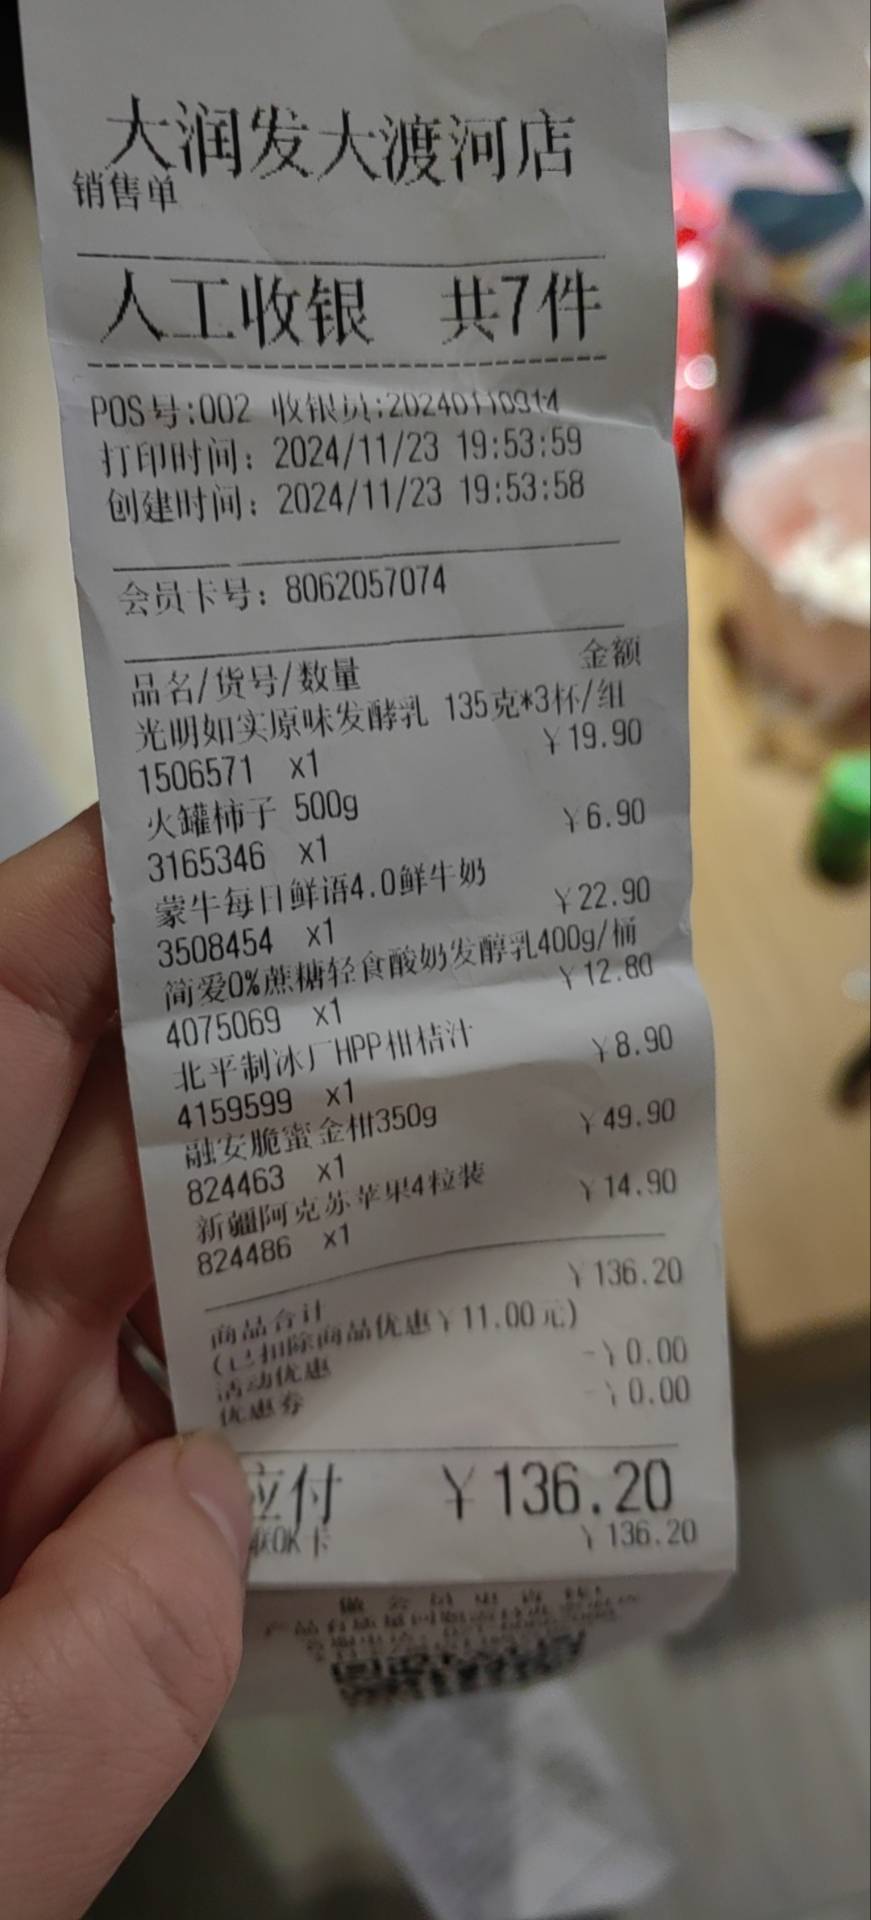 大润发大渡河店
销售单
人工收银 共7件
POS号:002 收银员:20240110914
打印时间: 2024/11/23 19:53:59
创建时间: 2024/11/23 19:53:58
会员卡号: 8062057074
品名/货号/数量 金额
光明如实原味发酵乳 135克*3杯/组
1506571 x1 ￥19.90
火罐柿子 500g
3165346 x1 ￥6.90
蒙牛每日鲜语4.0鲜牛奶
3508454 x1 ￥22.90
简爱0%蔗糖轻食酸奶发醇乳400g/桶
4075069 x1 ￥12.80
北平制冰厂HPP柑桔汁
4159599 x1 ￥8.90
融安脆蜜金柑350g
824463 x1 ￥49.90
新疆阿克苏苹果4粒装
824486 x1 ￥14.90
商品合计 ￥136.20
(已扣除商品优惠￥11.00元)
活动优惠 -￥0.00
优惠券 -￥0.00
应付 ￥136.20
联OK卡 ￥136.20